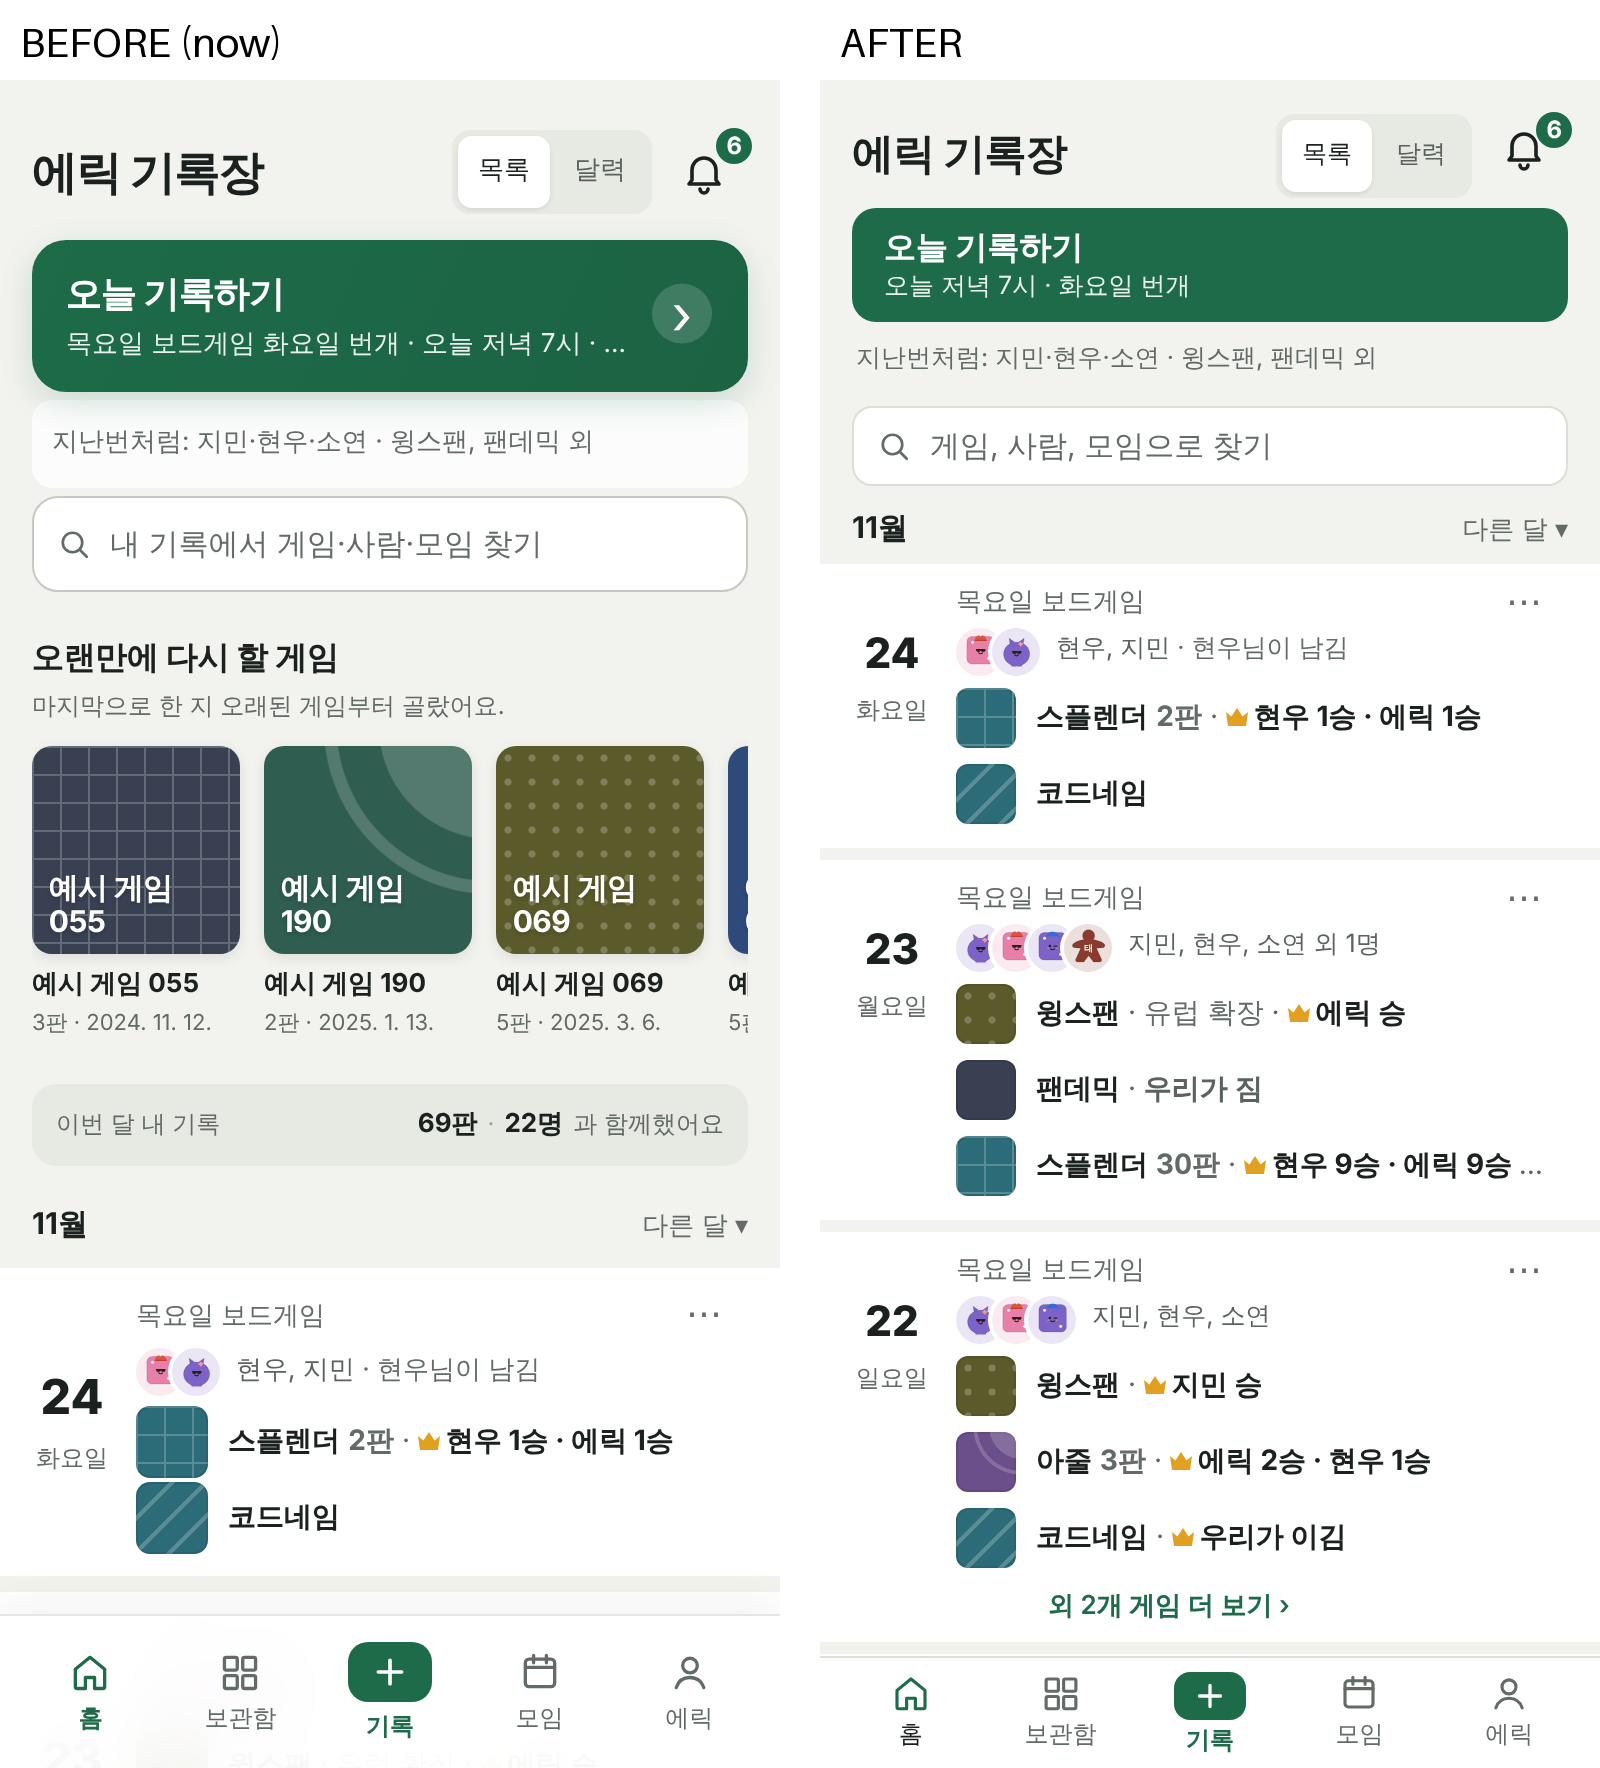 BEFORE (now)
에릭 기록장
목록
달력
6
오늘 기록하기
목요일 보드게임 화요일 번개 · 오늘 저녁 7시 · ...
지난번처럼: 지민·현우·소연 · 윙스팬, 팬데믹 외
내 기록에서 게임·사람·모임 찾기
오랜만에 다시 할 게임
마지막으로 한 지 오래된 게임부터 골랐어요.
예시 게임
055
예시 게임
190
예시 게임
069
예시 게임 055
3판 · 2024. 11. 12.
예시 게임 190
2판 · 2025. 1. 13.
예시 게임 069
5판 · 2025. 3. 6.
이번 달 내 기록
69판 · 22명 과 함께했어요
11월
다른 달 ▾
목요일 보드게임
...
24
화요일
현우, 지민 · 현우님이 남김
스플렌더 2판 · 현우 1승 · 에릭 1승
코드네임
23
윙스팬 · 유럽 확장 · 에릭 승
홈
보관함
기록
모임
에릭
AFTER
에릭 기록장
목록
달력
6
오늘 기록하기
오늘 저녁 7시 · 화요일 번개
지난번처럼: 지민·현우·소연 · 윙스팬, 팬데믹 외
게임, 사람, 모임으로 찾기
11월
다른 달 ▾
목요일 보드게임
...
24
화요일
현우, 지민 · 현우님이 남김
스플렌더 2판 · 현우 1승 · 에릭 1승
코드네임
목요일 보드게임
...
23
월요일
태
지민, 현우, 소연 외 1명
윙스팬 · 유럽 확장 · 에릭 승
팬데믹 · 우리가 짐
스플렌더 30판 · 현우 9승 · 에릭 9승 ...
목요일 보드게임
...
22
일요일
지민, 현우, 소연
윙스팬 · 지민 승
아줄 3판 · 에릭 2승 · 현우 1승
코드네임 · 우리가 이김
외 2개 게임 더 보기 ›
홈
보관함
기록
모임
에릭